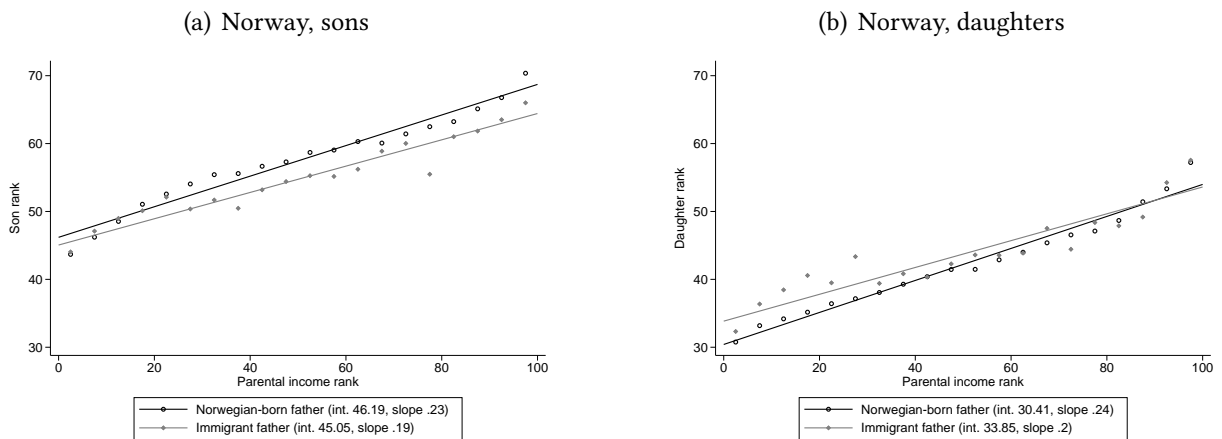 (a) Norway, sons
70
60
50
40
30
Son rank
0 20 40 60 80 100
Parental income rank
Norwegian-born father (int. 46.19, slope .23)
Immigrant father (int. 45.05, slope .19)
(b) Norway, daughters
70
60
50
40
30
Daughter rank
0 20 40 60 80 100
Parental income rank
Norwegian-born father (int. 30.41, slope .24)
Immigrant father (int. 33.85, slope .2)